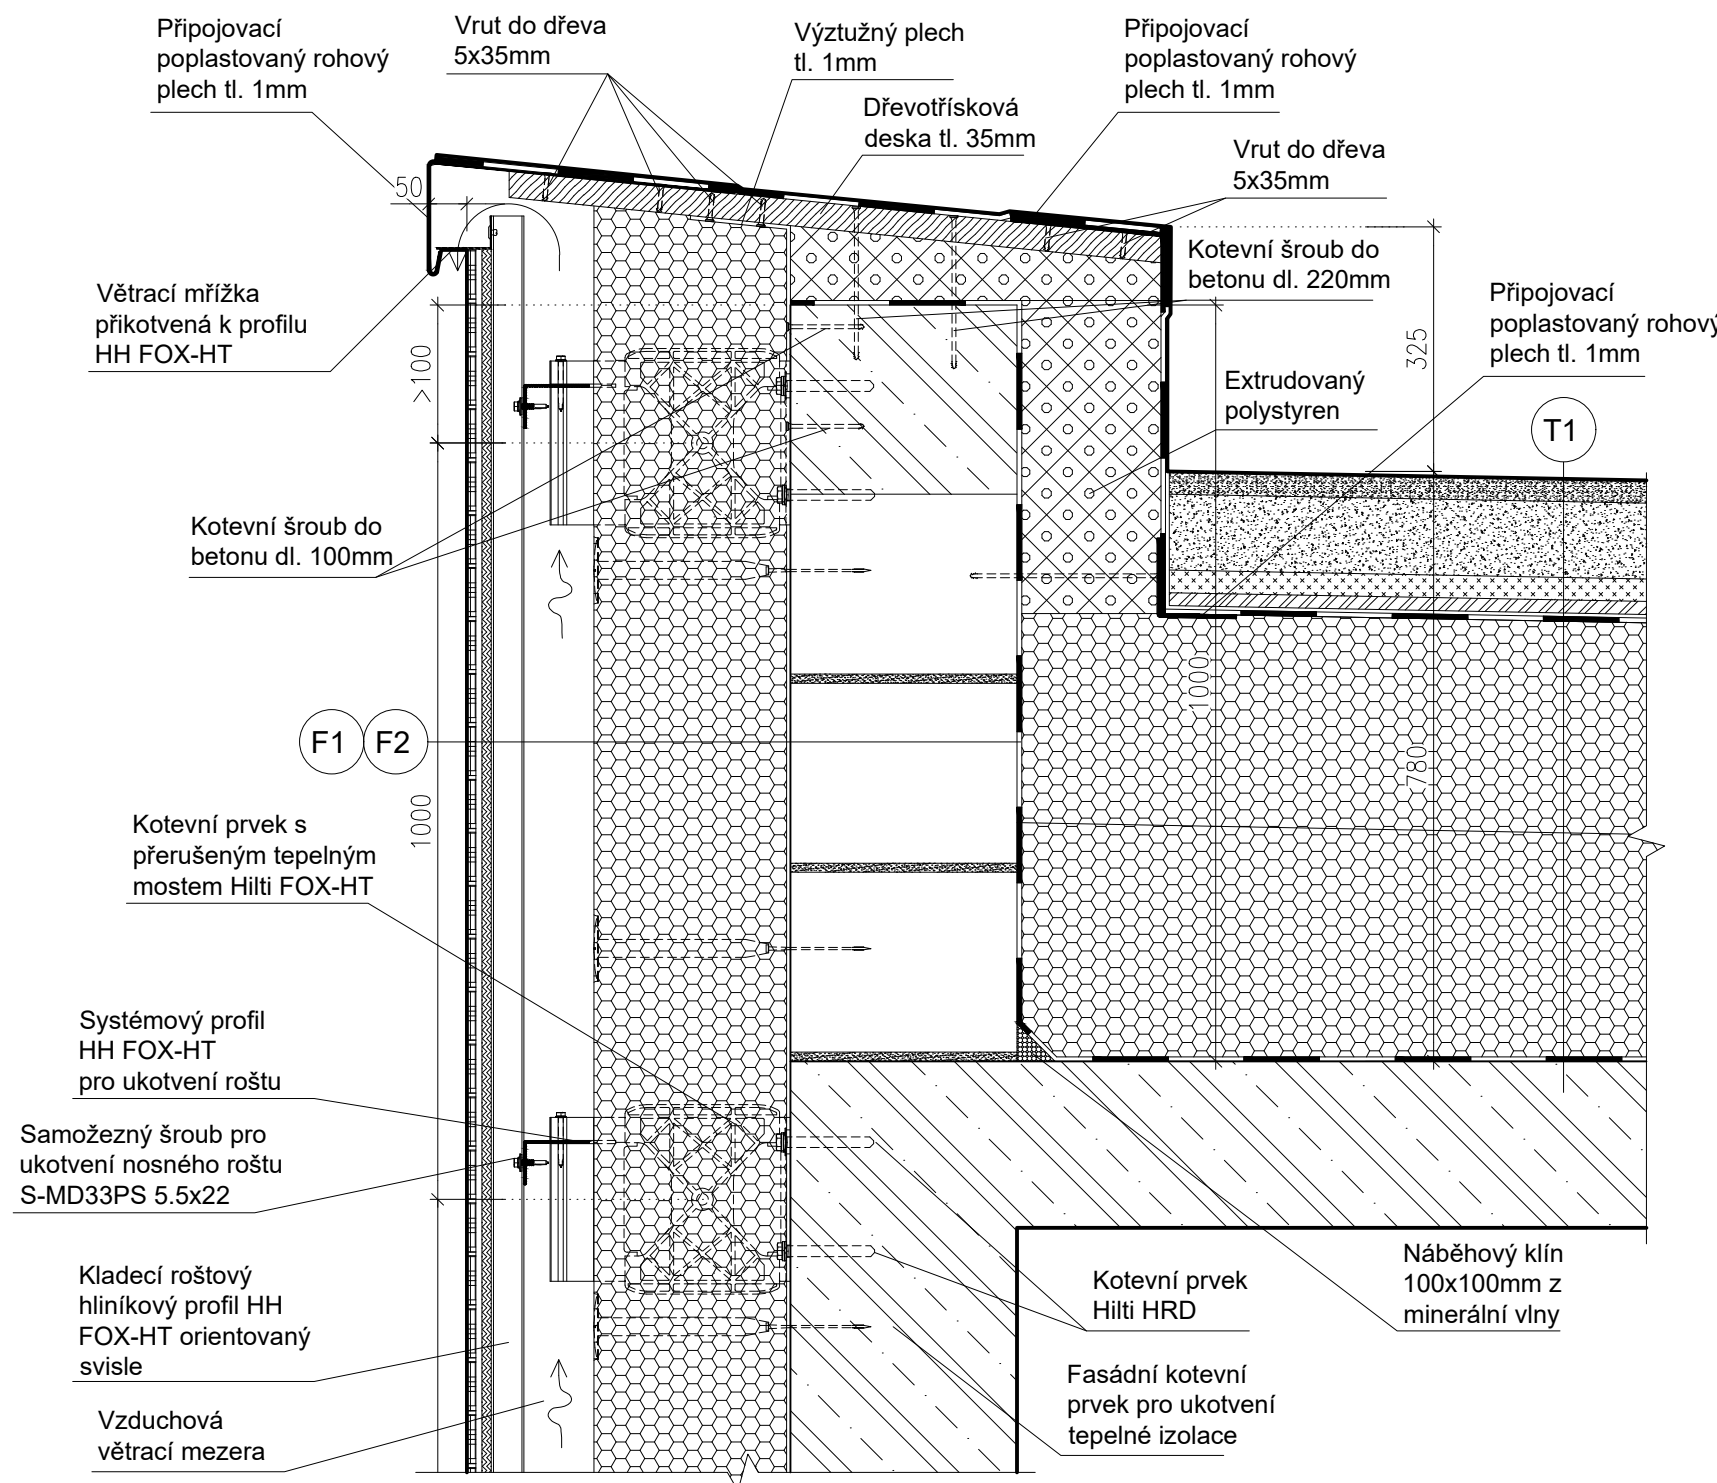 Připojovací
poplastovaný rohový
plech tl. 1mm
Vrut do dřeva
5x35mm
Výztužný plech
tl. 1mm
Dřevotřísková
deska tl. 35mm
Připojovací
poplastovaný rohový
plech tl. 1mm
Vrut do dřeva
5x35mm
50
Kotevní šroub do
betonu dl. 220mm
Větrací mřížka
přikotvená k profilu
HH FOX-HT
Připojovací
poplastovaný rohový
plech tl. 1mm
>100
325
Extrudovaný
polystyren
T1
Kotevní šroub do
betonu dl. 100mm
1000
F1
F2
780
1000
Kotevní prvek s
přerušeným tepelným
mostem Hilti FOX-HT
Systémový profil
HH FOX-HT
pro ukotvení roštu
Samožezný šroub pro
ukotvení nosného roštu
S-MD33PS 5.5x22
Kladecí roštový
hliníkový profil HH
FOX-HT orientovaný
svisle
Vzduchová
větrací mezera
Kotevní prvek
Hilti HRD
Náběhový klín
100x100mm z
minerální vlny
Fasádní kotevní
prvek pro ukotvení
tepelné izolace